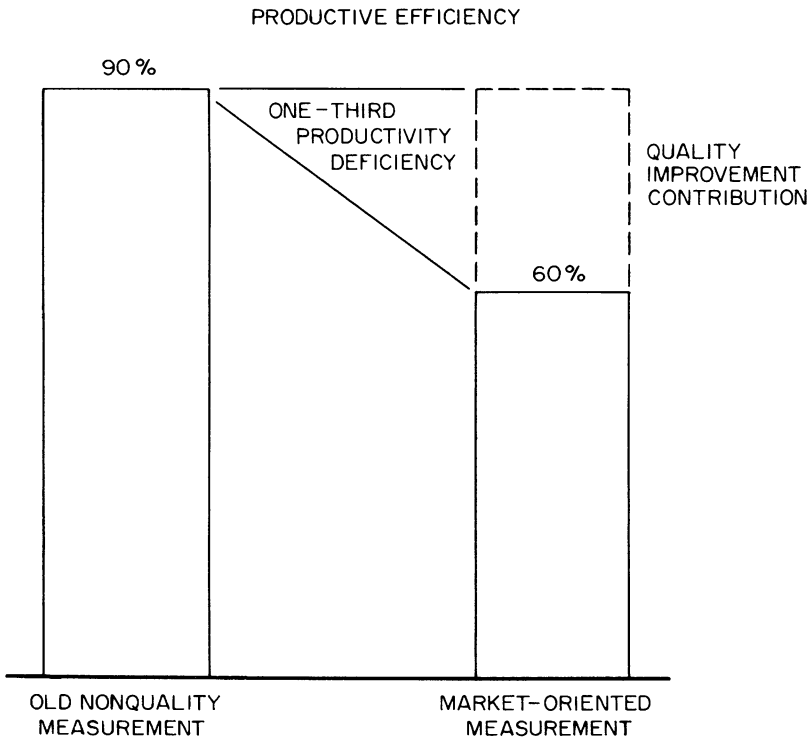 PRODUCTIVE EFFICIENCY
90%
ONE-THIRD
PRODUCTIVITY
DEFICIENCY
QUALITY
IMPROVEMENT
CONTRIBUTION
60%
OLD NONQUALITY
MEASUREMENT
MARKET-ORIENTED
MEASUREMENT